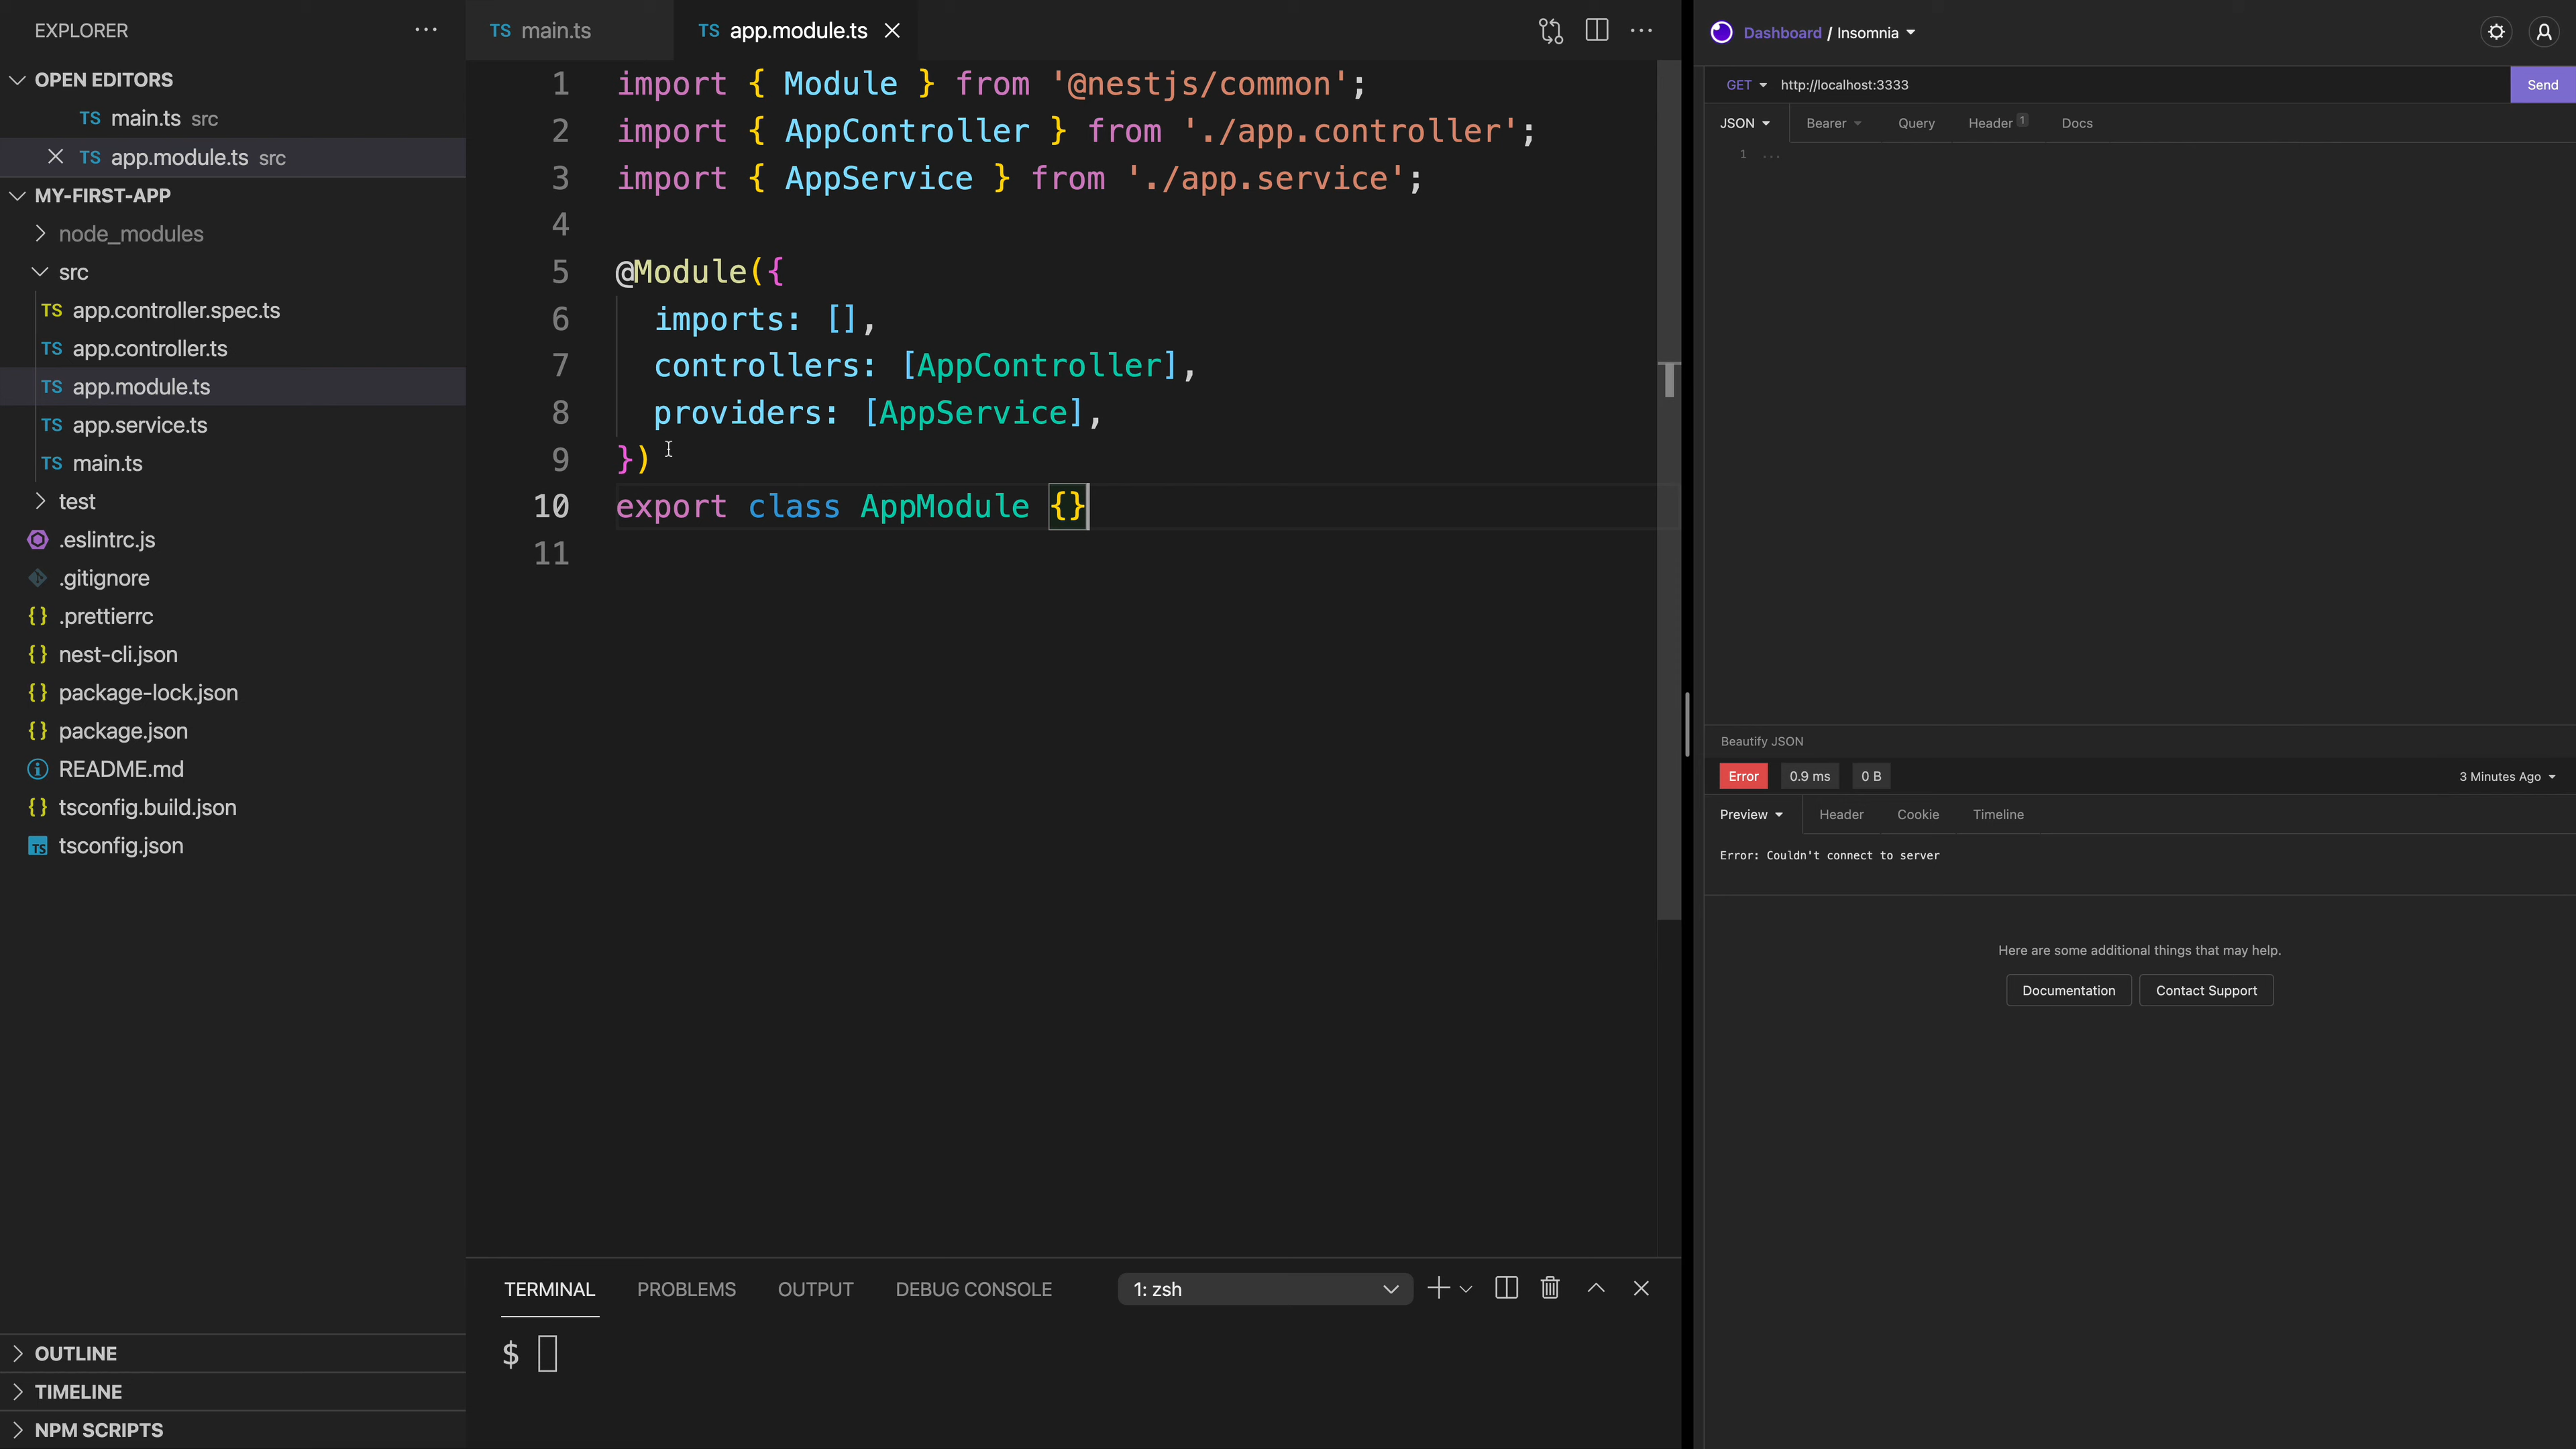 EXPLORER
OPEN EDITORS
TS main.ts src
TS app.module.ts src
MY-FIRST-APP
node_modules
src
TS app.controller.spec.ts
TS app.controller.ts
TS app.module.ts
TS app.service.ts
TS main.ts
test
.eslintrc.js
.gitignore
{} .prettierrc
{} nest-cli.json
{} package-lock.json
{} package.json
README.md
{} tsconfig.build.json
TS tsconfig.json
OUTLINE
TIMELINE
NPM SCRIPTS
TS main.ts
TS app.module.ts
1 import { Module } from '@nestjs/common';
2 import { AppController } from './app.controller';
3 import { AppService } from './app.service';
4
5 @Module({
6 imports: [],
7 controllers: [AppController],
8 providers: [AppService],
9 })
10 export class AppModule {}
11
TERMINAL PROBLEMS OUTPUT DEBUG CONSOLE 1: zsh
$
Dashboard / Insomnia
GET http://localhost:3333 Send
JSON Bearer Query Header 1 Docs
1 ...
Beautify JSON
Error 0.9 ms 0 B 3 Minutes Ago
Preview Header Cookie Timeline
Error: Couldn't connect to server
Here are some additional things that may help.
Documentation Contact Support